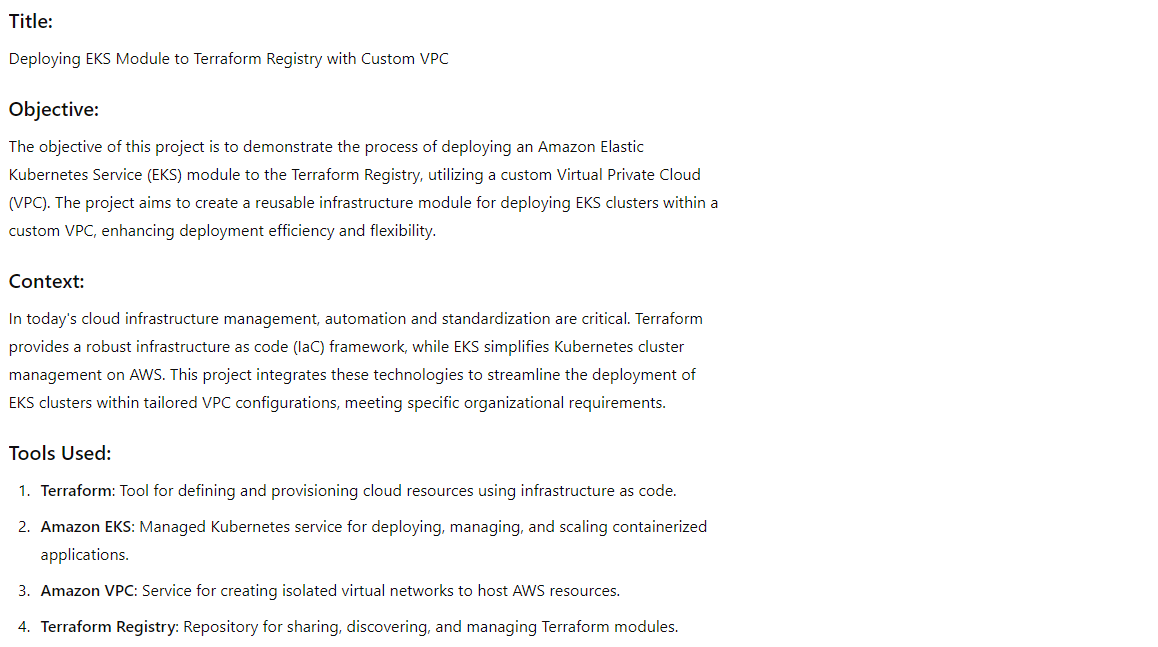 Title:
Deploying EKS Module to Terraform Registry with Custom VPC
Objective:
The objective of this project is to demonstrate the process of deploying an Amazon Elastic
Kubernetes Service (EKS) module to the Terraform Registry, utilizing a custom Virtual Private Cloud
(VPC). The project aims to create a reusable infrastructure module for deploying EKS clusters within a
custom VPC, enhancing deployment efficiency and flexibility.
Context:
In today's cloud infrastructure management, automation and standardization are critical. Terraform
provides a robust infrastructure as code (IaC) framework, while EKS simplifies Kubernetes cluster
management on AWS. This project integrates these technologies to streamline the deployment of
EKS clusters within tailored VPC configurations, meeting specific organizational requirements.
Tools Used:
1. Terraform: Tool for defining and provisioning cloud resources using infrastructure as code.
2. Amazon EKS: Managed Kubernetes service for deploying, managing, and scaling containerized
applications.
3. Amazon VPC: Service for creating isolated virtual networks to host AWS resources.
4. Terraform Registry: Repository for sharing, discovering, and managing Terraform modules.